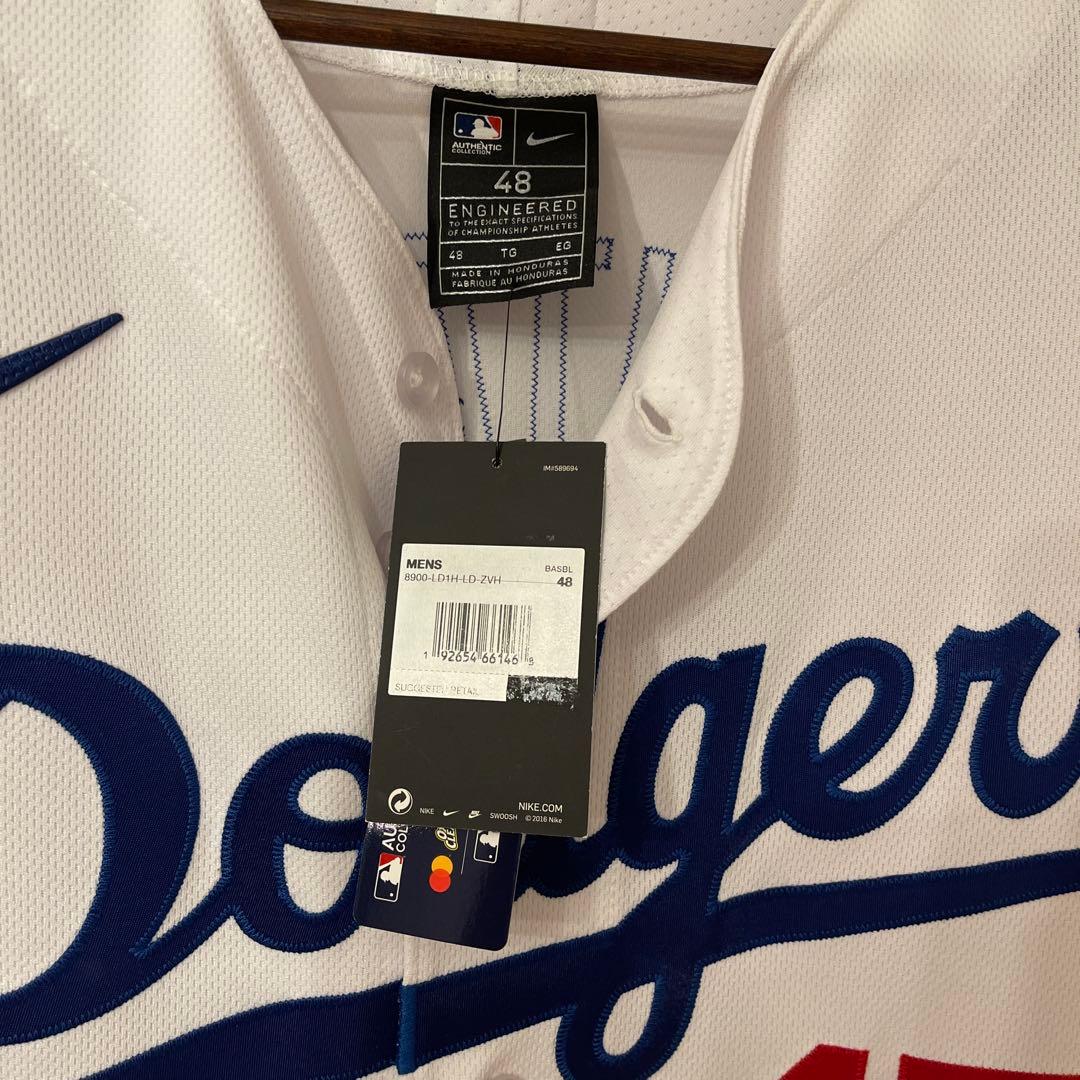 AUTHENTIC
COLLECTION
48
ENGINEERED
TO THE EXACT SPECIFICATIONS
OF CHAMPIONSHIP ATHLETES
48 TG EG
MADE IN HONDURAS
FABRIQUE AU HONDURAS
IM#589694
MENS BASBL
8900-LD1H-LD-ZVH 48
1 92654 66146
SUGGESTED RETAIL
NIKE SWOOSH NIKE.COM
© 2016 Nike
Dodgers